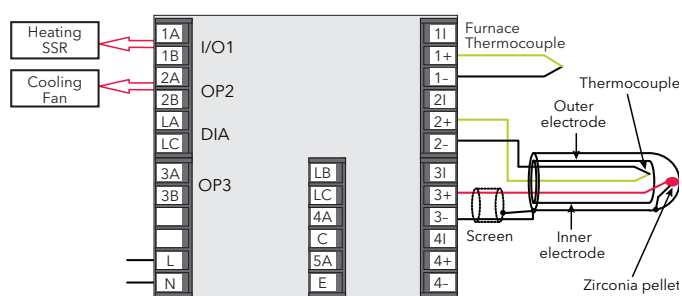 Heating
SSR
Cooling
Fan
1A
1B
2A
2B
LA
LC
3A
3B
L
N
I/O1
OP2
DIA
OP3
LB
LC
4A
C
5A
E
1I
1+
1–
2I
2+
2–
3I
3+
3–
4I
4+
4–
Furnace
Thermocouple
Thermocouple
Outer
electrode
Screen
Inner
electrode
Zirconia pellet